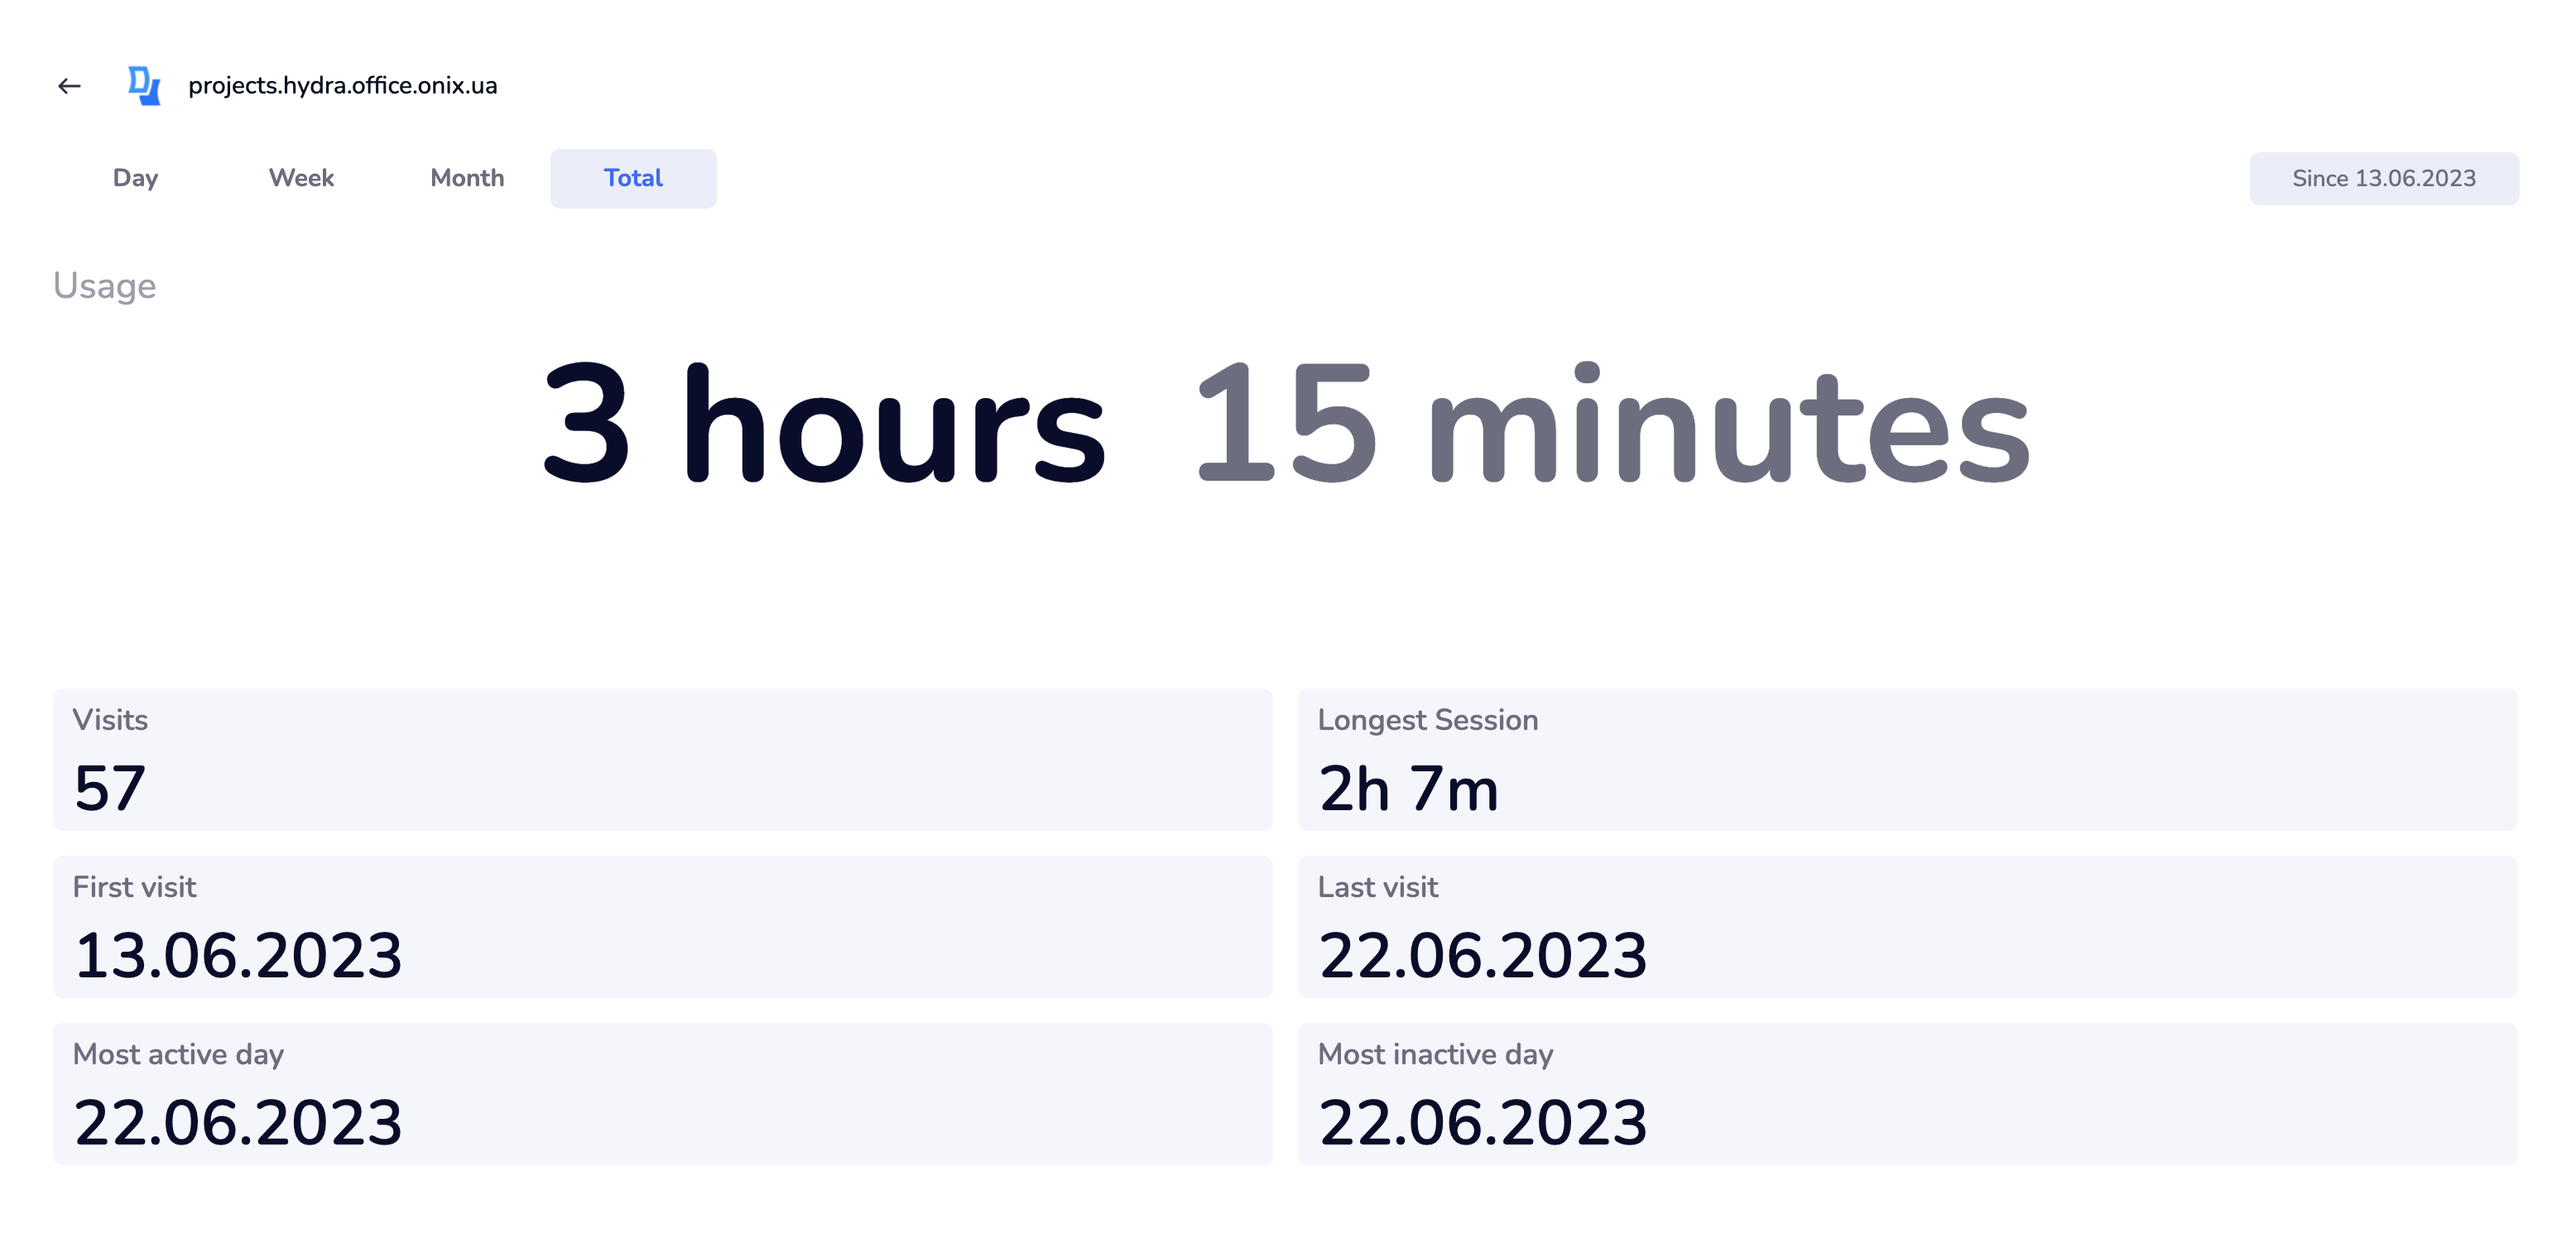 projects.hydra.office.onix.ua
Day Week Month Total Since 13.06.2023
Usage
3 hours 15 minutes
Visits
57
Longest Session
2h 7m
First visit
13.06.2023
Last visit
22.06.2023
Most active day
22.06.2023
Most inactive day
22.06.2023